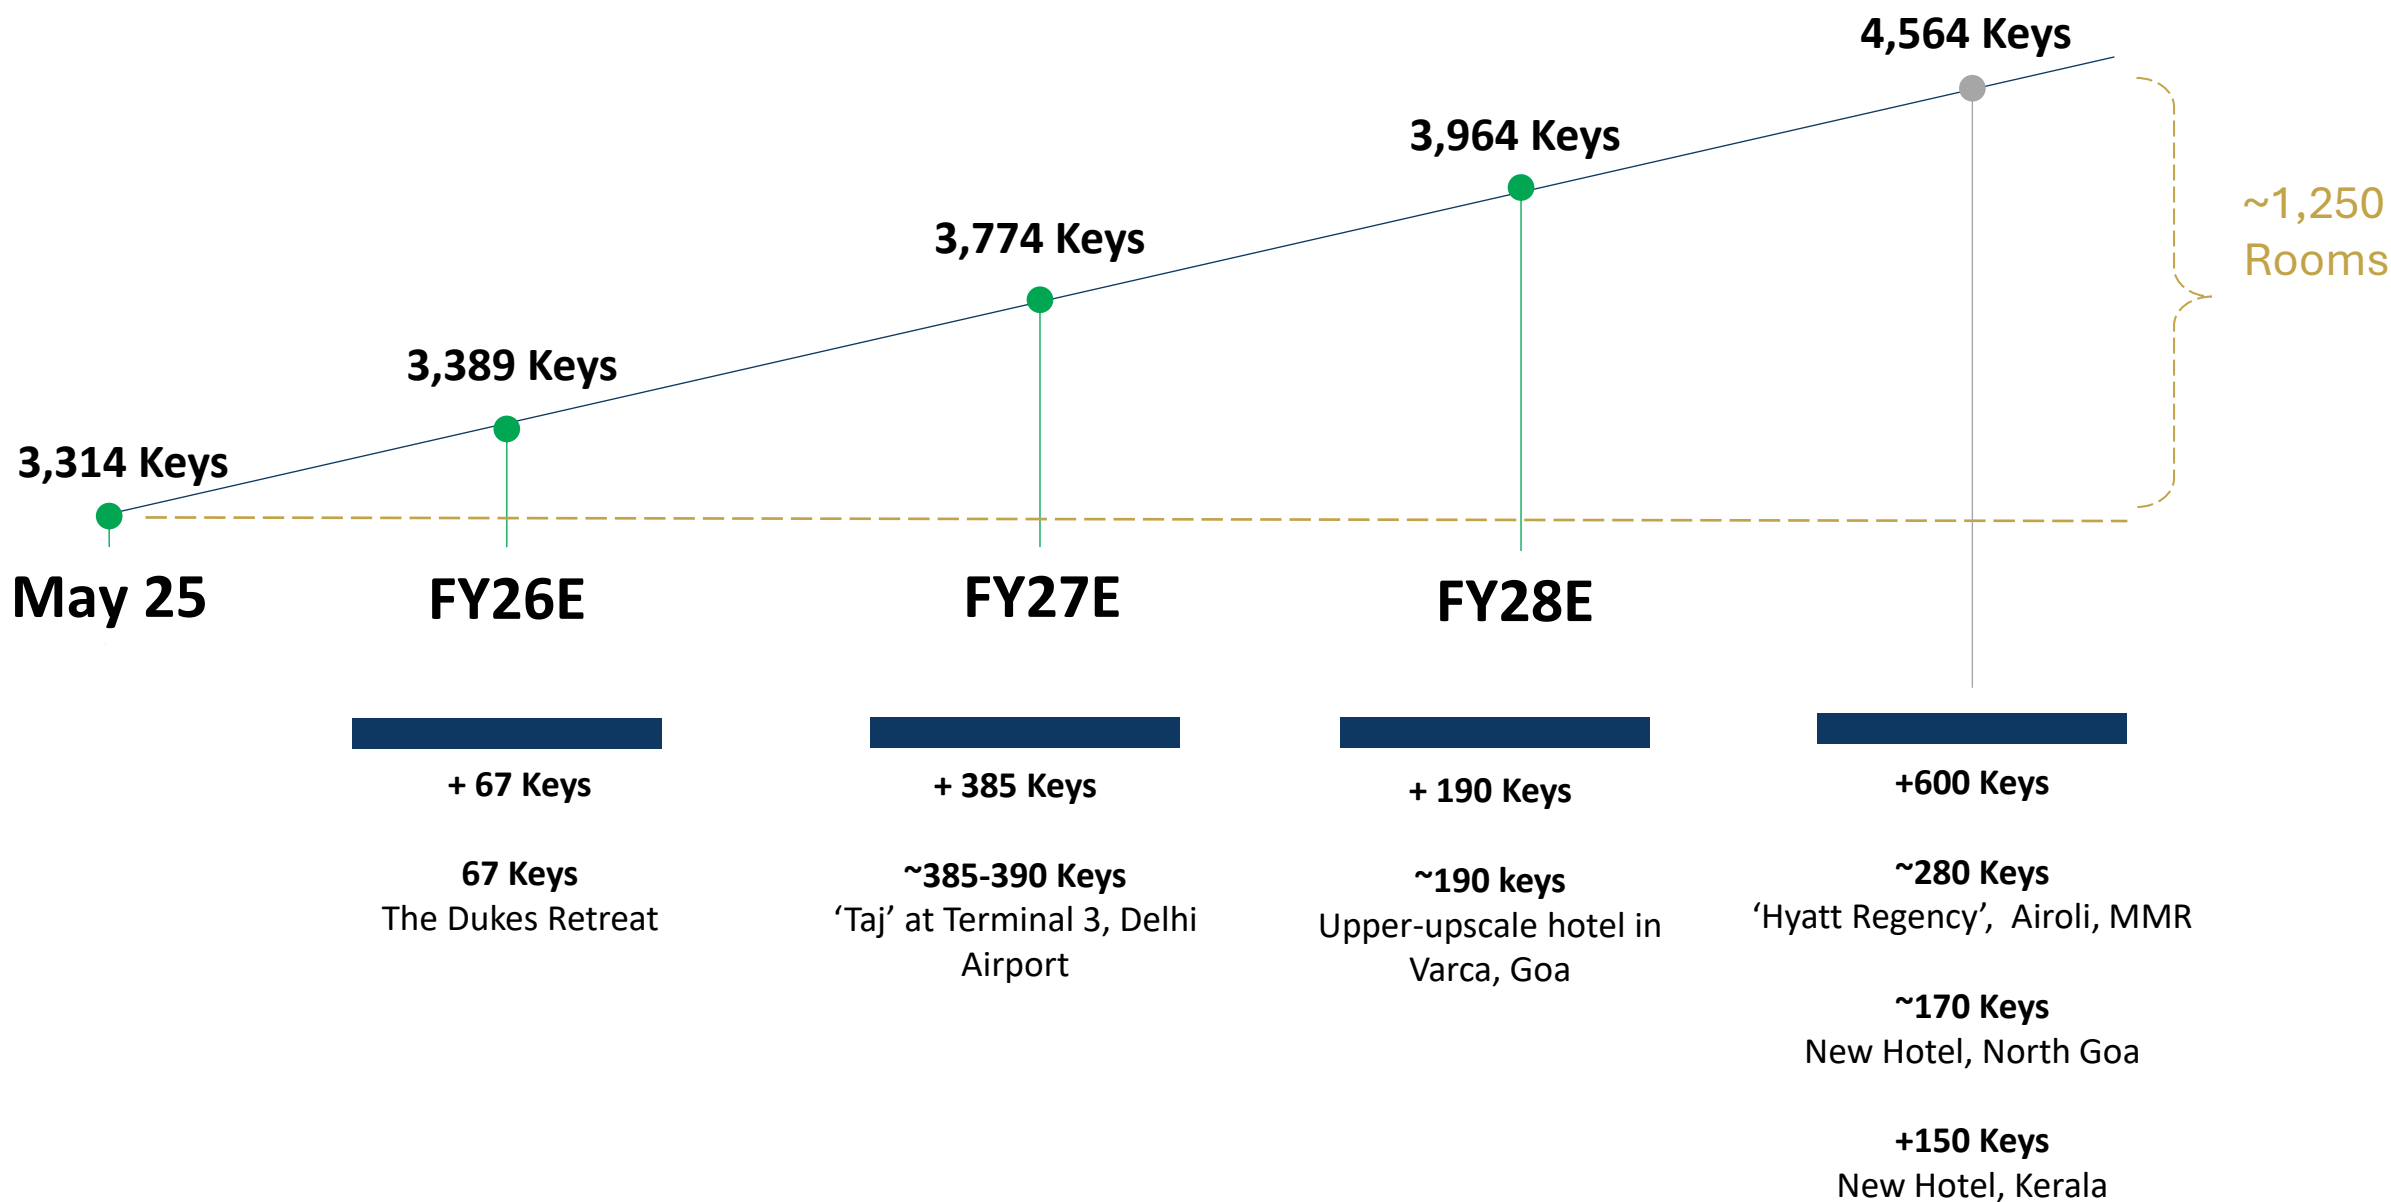 4,564 Keys
3,964 Keys
~1,250
Rooms
3,774 Keys
3,389 Keys
3,314 Keys
May 25
FY26E
FY27E
FY28E
+ 67 Keys
67 Keys
The Dukes Retreat
+ 385 Keys
~385-390 Keys
‘Taj’ at Terminal 3, Delhi
Airport
+ 190 Keys
~190 keys
Upper-upscale hotel in
Varca, Goa
+600 Keys
~280 Keys
‘Hyatt Regency’, Airoli, MMR
~170 Keys
New Hotel, North Goa
+150 Keys
New Hotel, Kerala